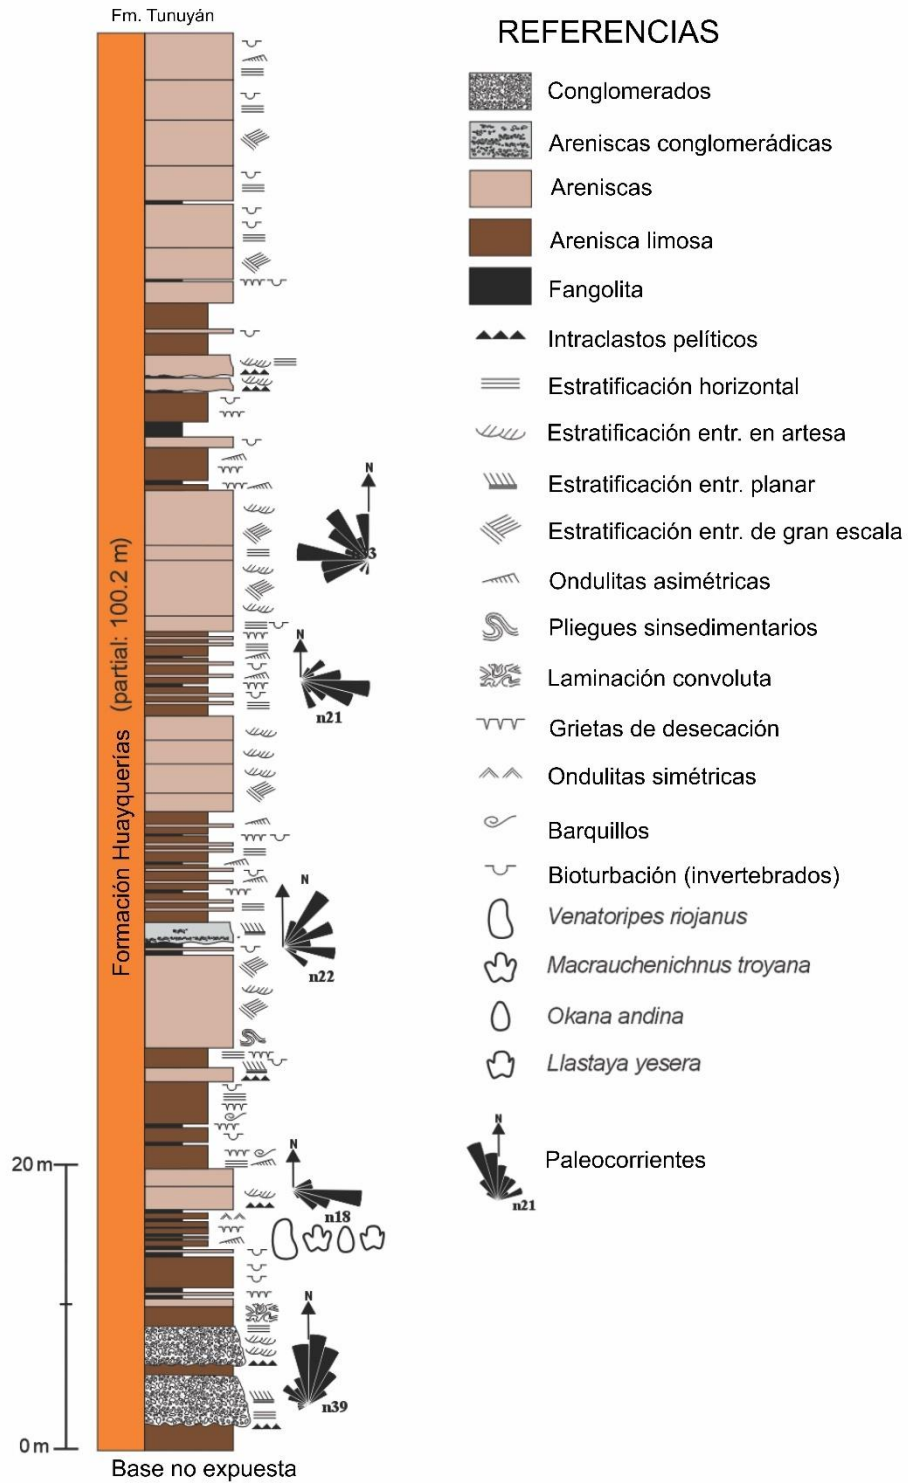 Fm. Tunuyán
Formación Huayquerías (partial: 100.2 m)
N
3
N
n21
N
n22
N
n18
N
n39
20 m
0 m
Base no expuesta
REFERENCIAS
Conglomerados
Areniscas conglomerádicas
Areniscas
Arenisca limosa
Fangolita
Intraclastos pelíticos
Estratificación horizontal
Estratificación entr. en artesa
Estratificación entr. planar
Estratificación entr. de gran escala
Ondulitas asimétricas
Pliegues sinsedimentarios
Laminación convoluta
Grietas de desecación
Ondulitas simétricas
Barquillos
Bioturbación (invertebrados)
Venatoripes riojanus
Macrauchenichnus troyana
Okana andina
Llastaya yesera
N
Paleocorrientes
n21